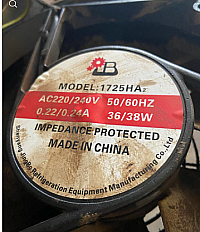 JB
MODEL:1725HA2
AC220/240V 50/60HZ
0.22/0.24A 36/38W
IMPEDANCE PROTECTED
MADE IN CHINA
Refrigeration Equipment Manufacturing Co., Ltd